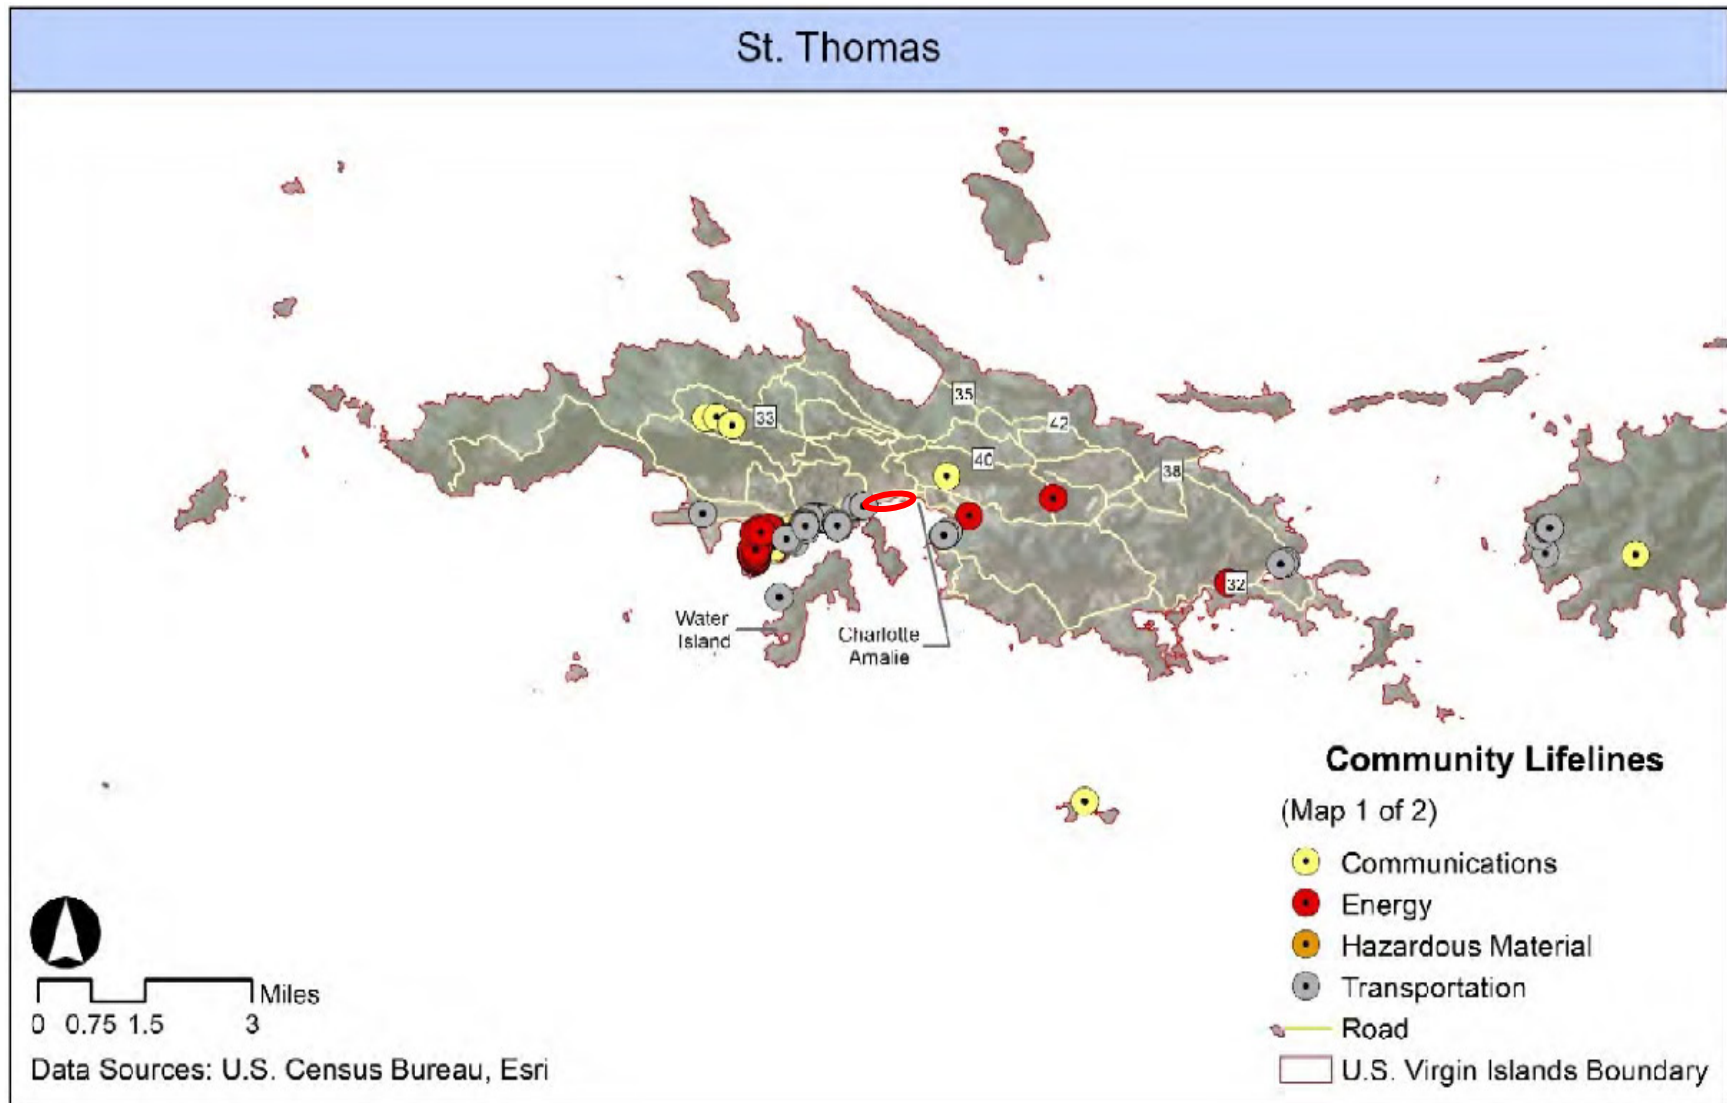 St. Thomas
35
33
42
40
38
32
Water
Island
Charlotte
Amalie
Community Lifelines
(Map 1 of 2)
Communications
Energy
Hazardous Material
Transportation
Road
U.S. Virgin Islands Boundary
Miles
0 0.75 1.5 3
Data Sources: U.S. Census Bureau, Esri